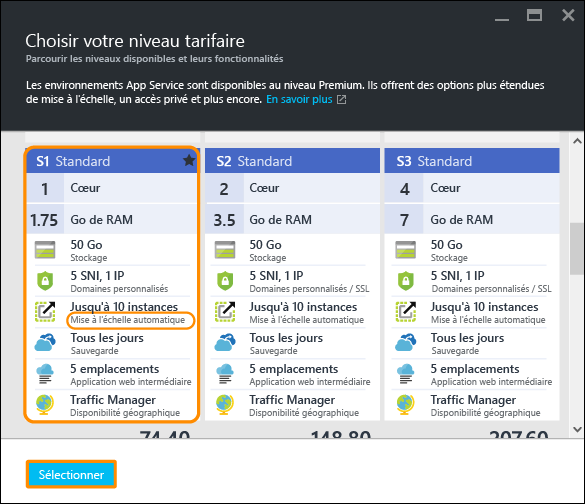 Choisir votre niveau tarifaire
Parcourir les niveaux disponibles et leurs fonctionnalités
Les environnements App Service sont disponibles au niveau Premium. Ils offrent des options plus étendues
de mise à l'échelle, un accès privé et plus encore. En savoir plus
S1 Standard
1 Cœur
1.75 Go de RAM
50 Go
Stockage
5 SNI, 1 IP
Domaines personnalisés
Jusqu'à 10 instances
Mise à l'échelle automatique
Tous les jours
Sauvegarde
5 emplacements
Application web intermédiaire
Traffic Manager
Disponibilité géographique
74.40
S2 Standard
2 Cœur
3.5 Go de RAM
50 Go
Stockage
5 SNI, 1 IP
Domaines personnalisés / SSL
Jusqu'à 10 instances
Mise à l'échelle automatique
Tous les jours
Sauvegarde
5 emplacements
Application web intermédiaire
Traffic Manager
Disponibilité géographique
148.80
S3 Standard
4 Cœur
7 Go de RAM
50 Go
Stockage
5 SNI, 1 IP
Domaines personnalisés / SSL
Jusqu'à 10 instances
Mise à l'échelle automatique
Tous les jours
Sauvegarde
5 emplacements
Application web intermédiaire
Traffic Manager
Disponibilité géographique
297.60
Sélectionner